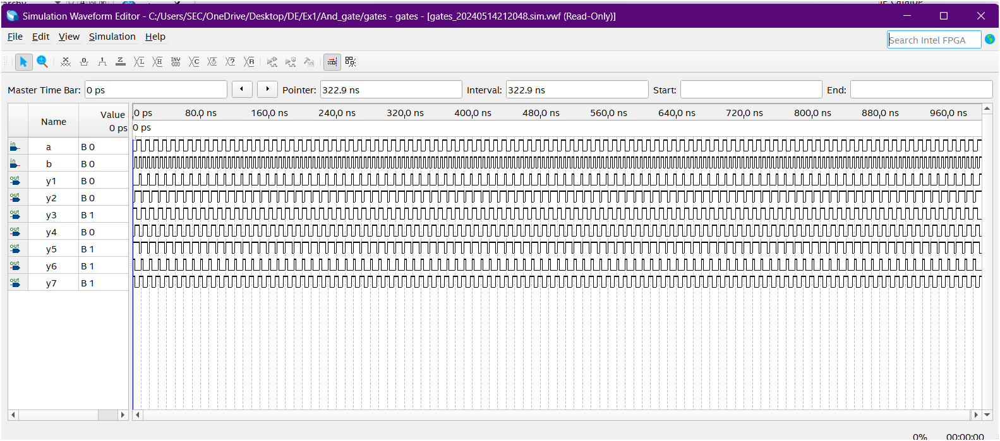 Simulation Waveform Editor - C:/Users/SEC/OneDrive/Desktop/DE/Ex1/And_gate/gates - gates - [gates_20240514212048.sim.vwf (Read-Only)]
File Edit View Simulation Help
Search Intel FPGA
Master Time Bar: 0 ps Pointer: 322.9 ns Interval: 322.9 ns Start: End:
Name Value 0 ps
0 ps 80.0 ns 160.0 ns 240.0 ns 320.0 ns 400.0 ns 480.0 ns 560.0 ns 640.0 ns 720.0 ns 800.0 ns 880.0 ns 960.0 ns
0 ps
in a B 0
in b B 0
out y1 B 0
out y2 B 0
out y3 B 1
out y4 B 0
out y5 B 1
out y6 B 1
out y7 B 1
0% 00:00:00